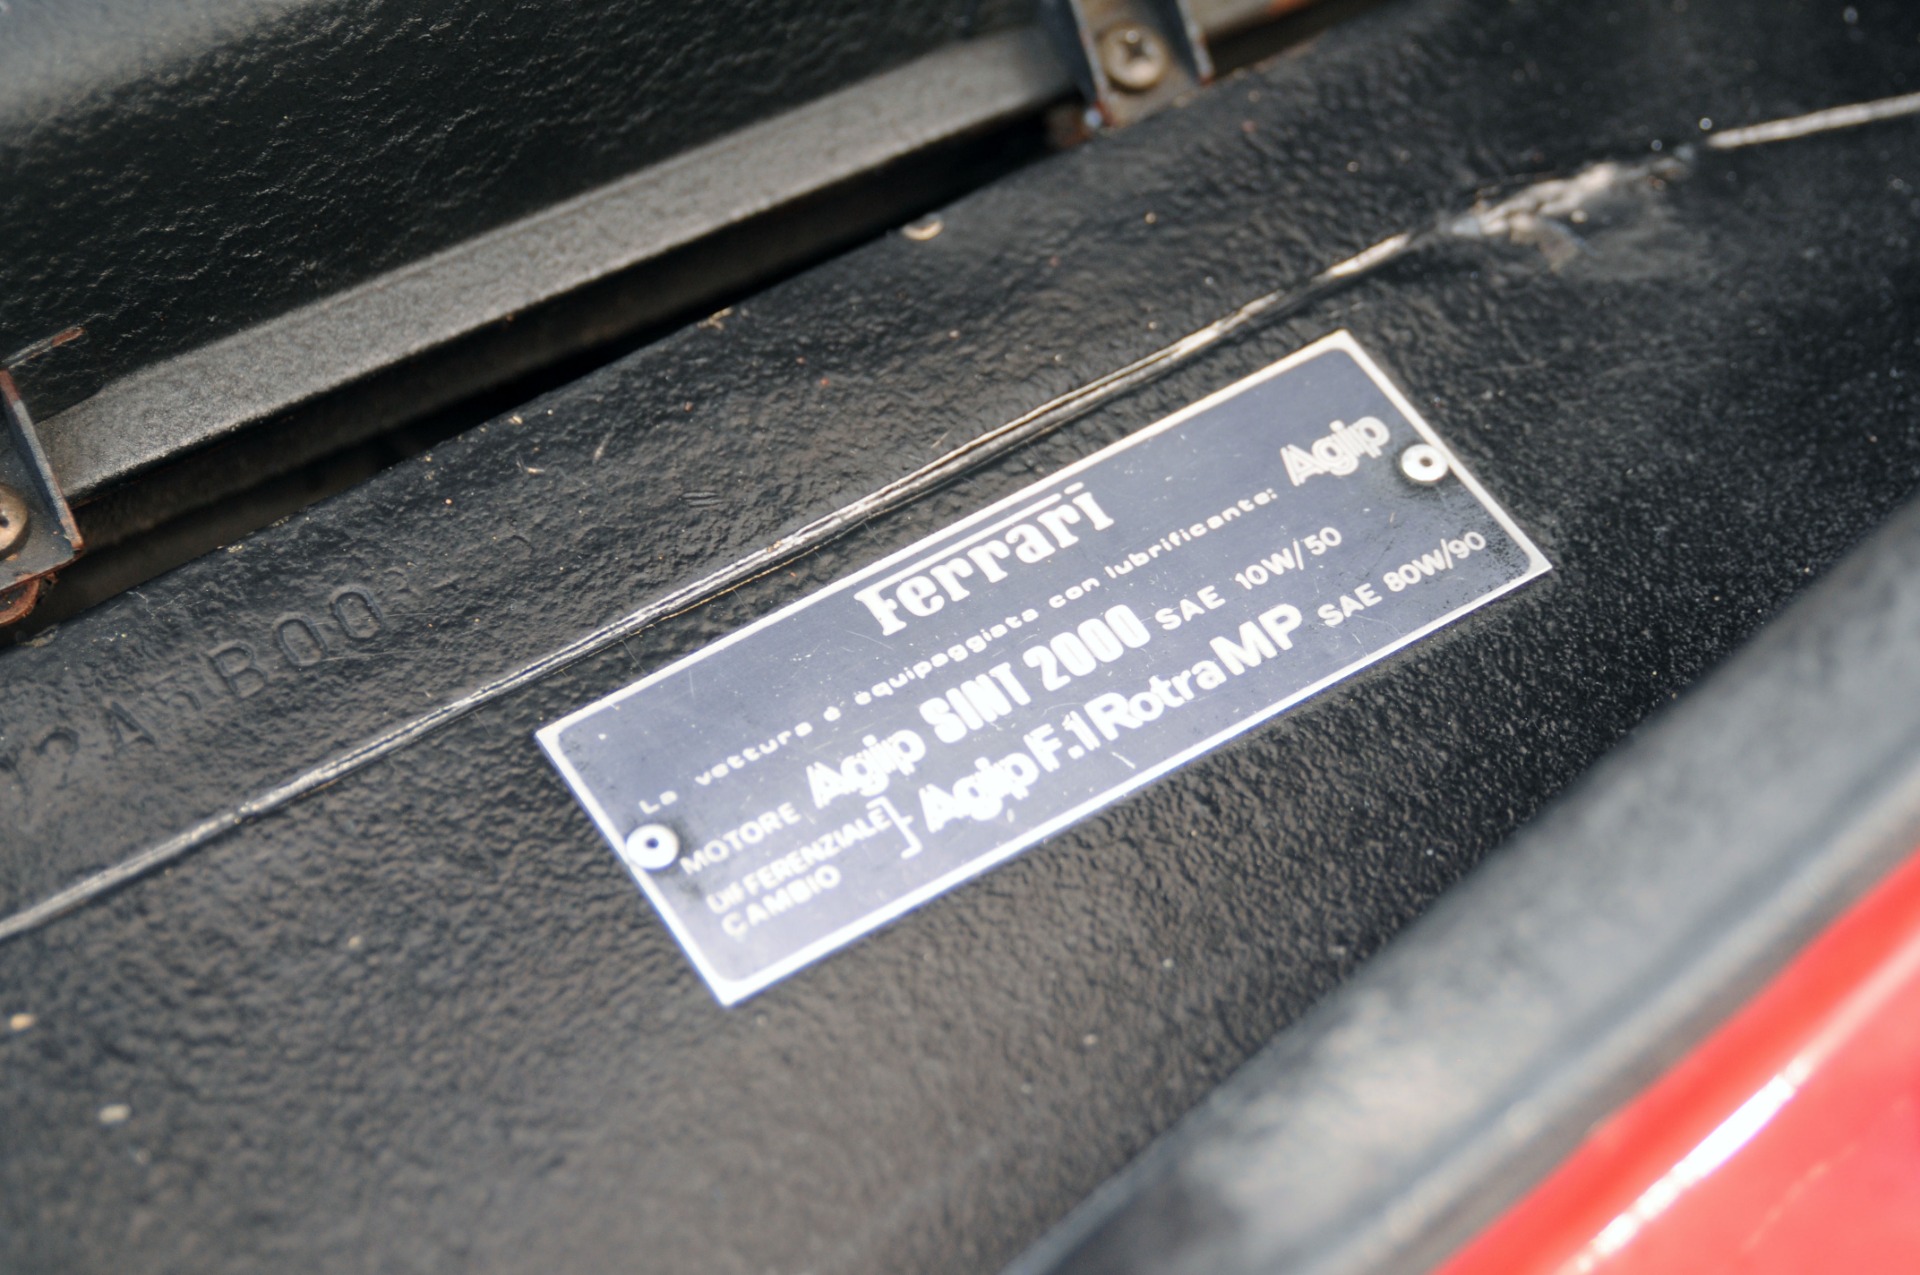 Ferrari
La vettura è equipaggiata con lubrificante: Agip
MOTORE Agip SINT 2000 SAE 10W/50
DIFFERENZIALE CAMBIO } Agip F.1 Rotra MP SAE 80W/90
B00